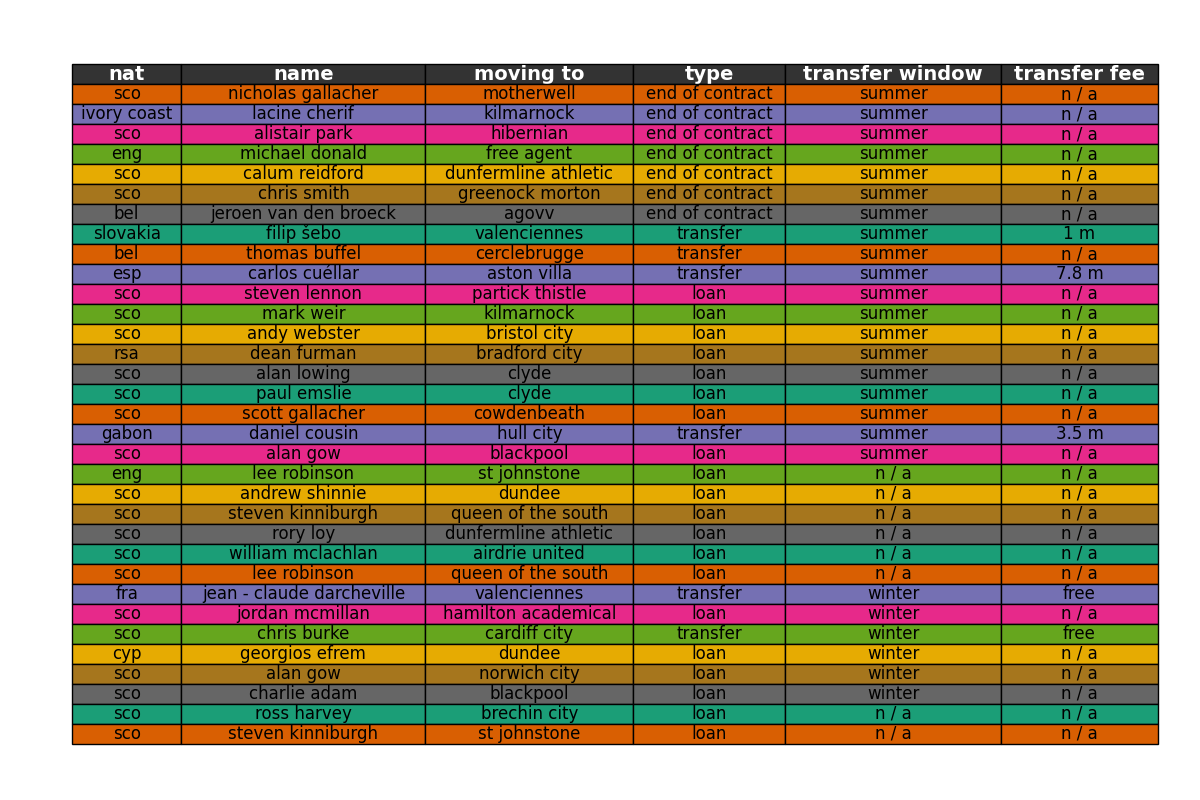 nat name moving to type transfer window transfer fee
sco nicholas gallacher motherwell end of contract summer n / a
ivory coast lacine cherif kilmarnock end of contract summer n / a
sco alistair park hibernian end of contract summer n / a
eng michael donald free agent end of contract summer n / a
sco calum reidford dunfermline athletic end of contract summer n / a
sco chris smith greenock morton end of contract summer n / a
bel jeroen van den broeck agovv end of contract summer n / a
slovakia filip šebo valenciennes transfer summer 1 m
bel thomas buffel cerclebrugge transfer summer n / a
esp carlos cuéllar aston villa transfer summer 7.8 m
sco steven lennon partick thistle loan summer n / a
sco mark weir kilmarnock loan summer n / a
sco andy webster bristol city loan summer n / a
rsa dean furman bradford city loan summer n / a
sco alan lowing clyde loan summer n / a
sco paul emslie clyde loan summer n / a
sco scott gallacher cowdenbeath loan summer n / a
gabon daniel cousin hull city transfer summer 3.5 m
sco alan gow blackpool loan summer n / a
eng lee robinson st johnstone loan n / a n / a
sco andrew shinnie dundee loan n / a n / a
sco steven kinniburgh queen of the south loan n / a n / a
sco rory loy dunfermline athletic loan n / a n / a
sco william mclachlan airdrie united loan n / a n / a
sco lee robinson queen of the south loan n / a n / a
fra jean - claude darcheville valenciennes transfer winter free
sco jordan mcmillan hamilton academical loan winter n / a
sco chris burke cardiff city transfer winter free
cyp georgios efrem dundee loan winter n / a
sco alan gow norwich city loan winter n / a
sco charlie adam blackpool loan winter n / a
sco ross harvey brechin city loan n / a n / a
sco steven kinniburgh st johnstone loan n / a n / a